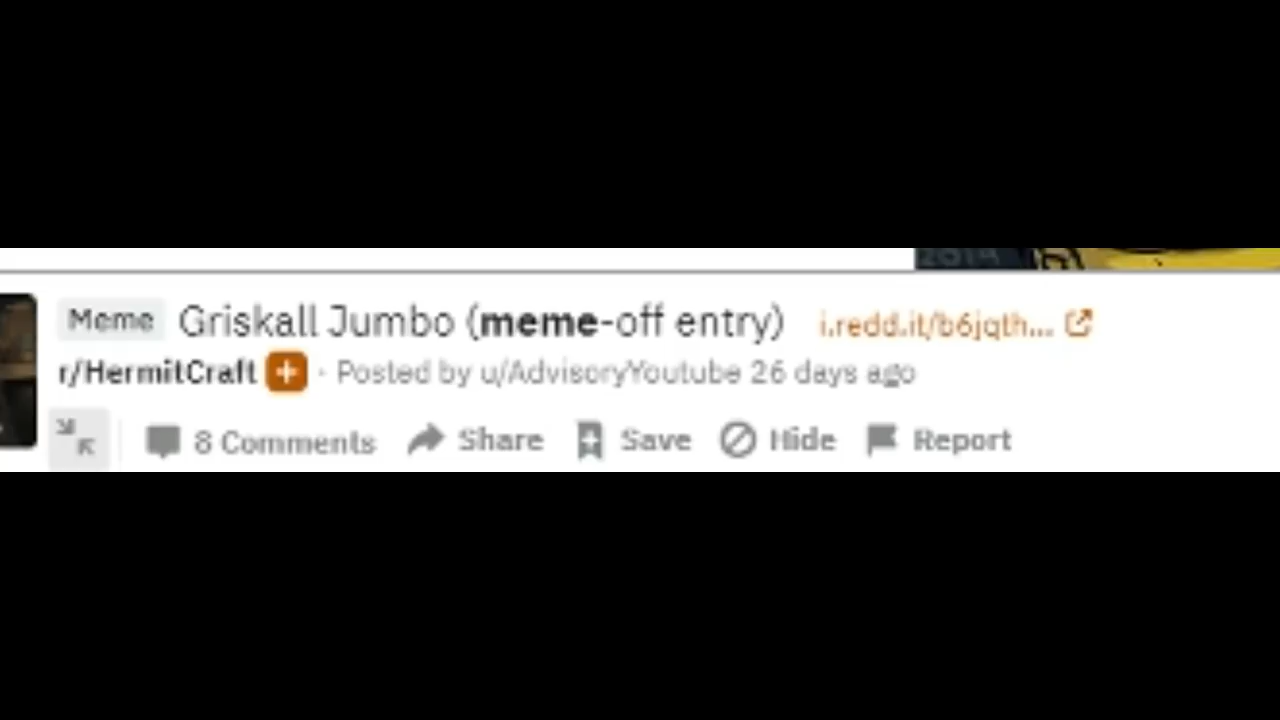 Meme Griskall Jumbo (meme-off entry) i.redd.it/b6jqth...
r/HermitCraft + · Posted by u/AdvisoryYoutube 26 days ago
8 Comments Share Save Hide Report